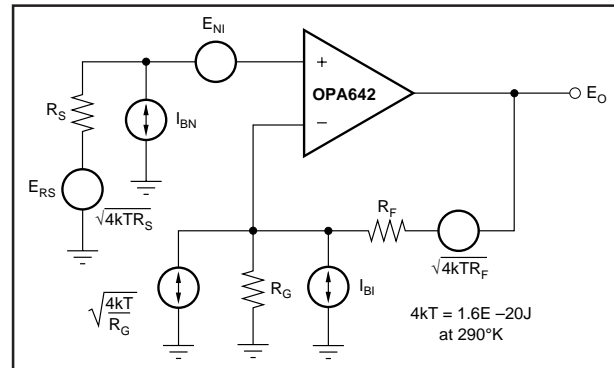 E_NI
+
OPA642
−
E_O
R_S
I_BN
E_RS
√4kTR_S
R_F
√4kTR_F
√4kT/R_G
R_G
I_BI
4kT = 1.6E –20J
at 290°K